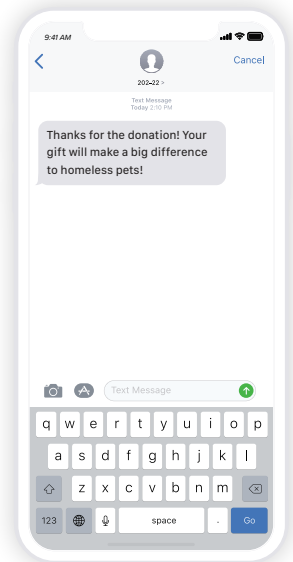 9:41 AM
Cancel
202-22 >
Text Message
Today 2:10 PM
Thanks for the donation! Your
gift will make a big difference
to homeless pets!
Text Message
q w e r t y u i o p
a s d f g h j k l
z x c v b n m
123 space . Go